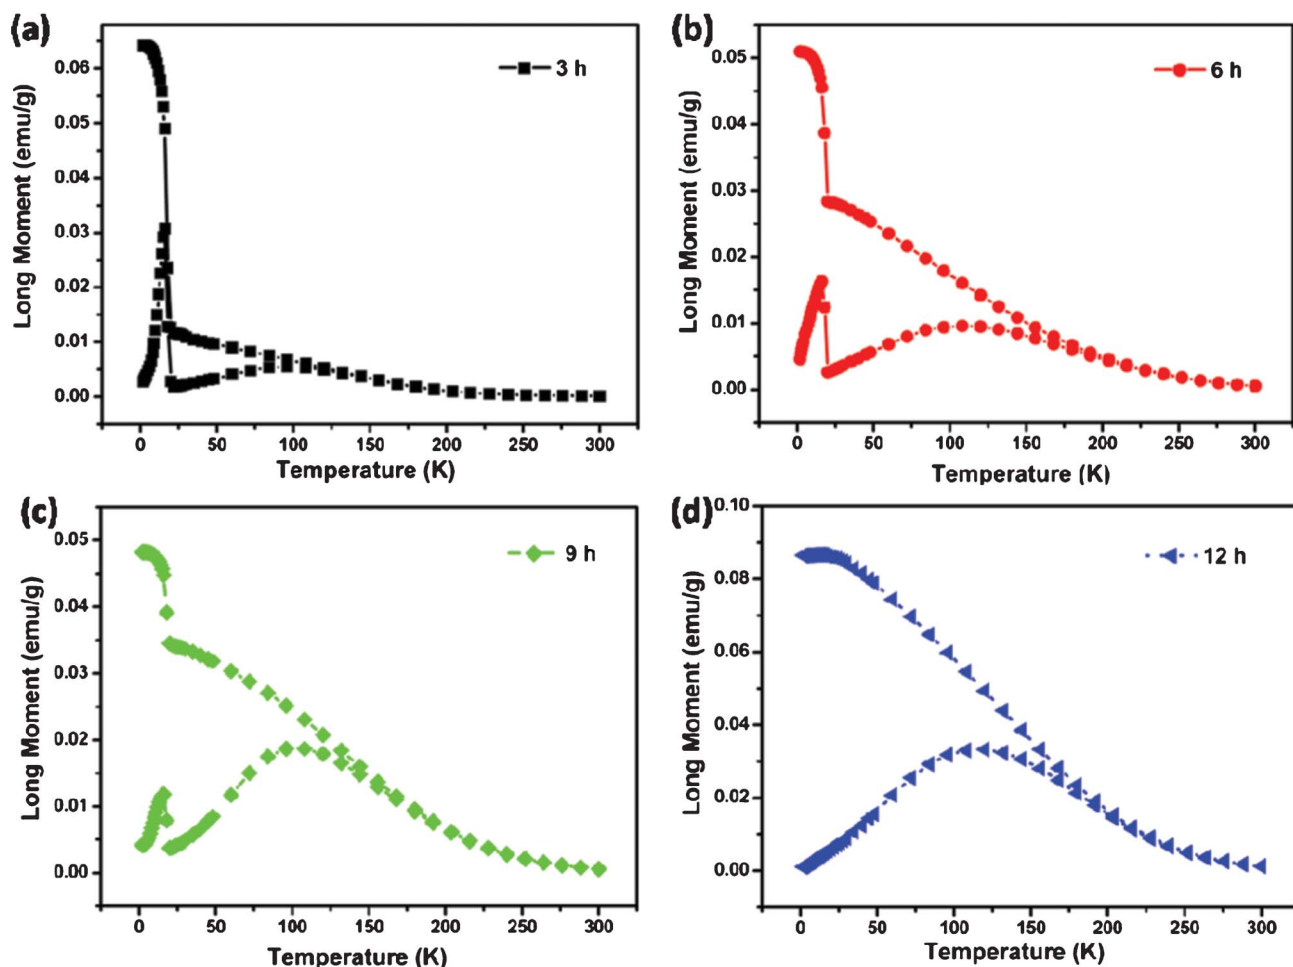 (a)
3 h
Long Moment (emu/g)
0.06
0.05
0.04
0.03
0.02
0.01
0.00
0 50 100 150 200 250 300
Temperature (K)
(b)
6 h
Long Moment (emu/g)
0.05
0.04
0.03
0.02
0.01
0.00
0 50 100 150 200 250 300
Temperature (K)
(c)
9 h
Long Moment (emu/g)
0.05
0.04
0.03
0.02
0.01
0.00
0 50 100 150 200 250 300
Temperature (K)
(d)
12 h
Long Moment (emu/g)
0.10
0.08
0.06
0.04
0.02
0.00
0 50 100 150 200 250 300
Temperature (K)